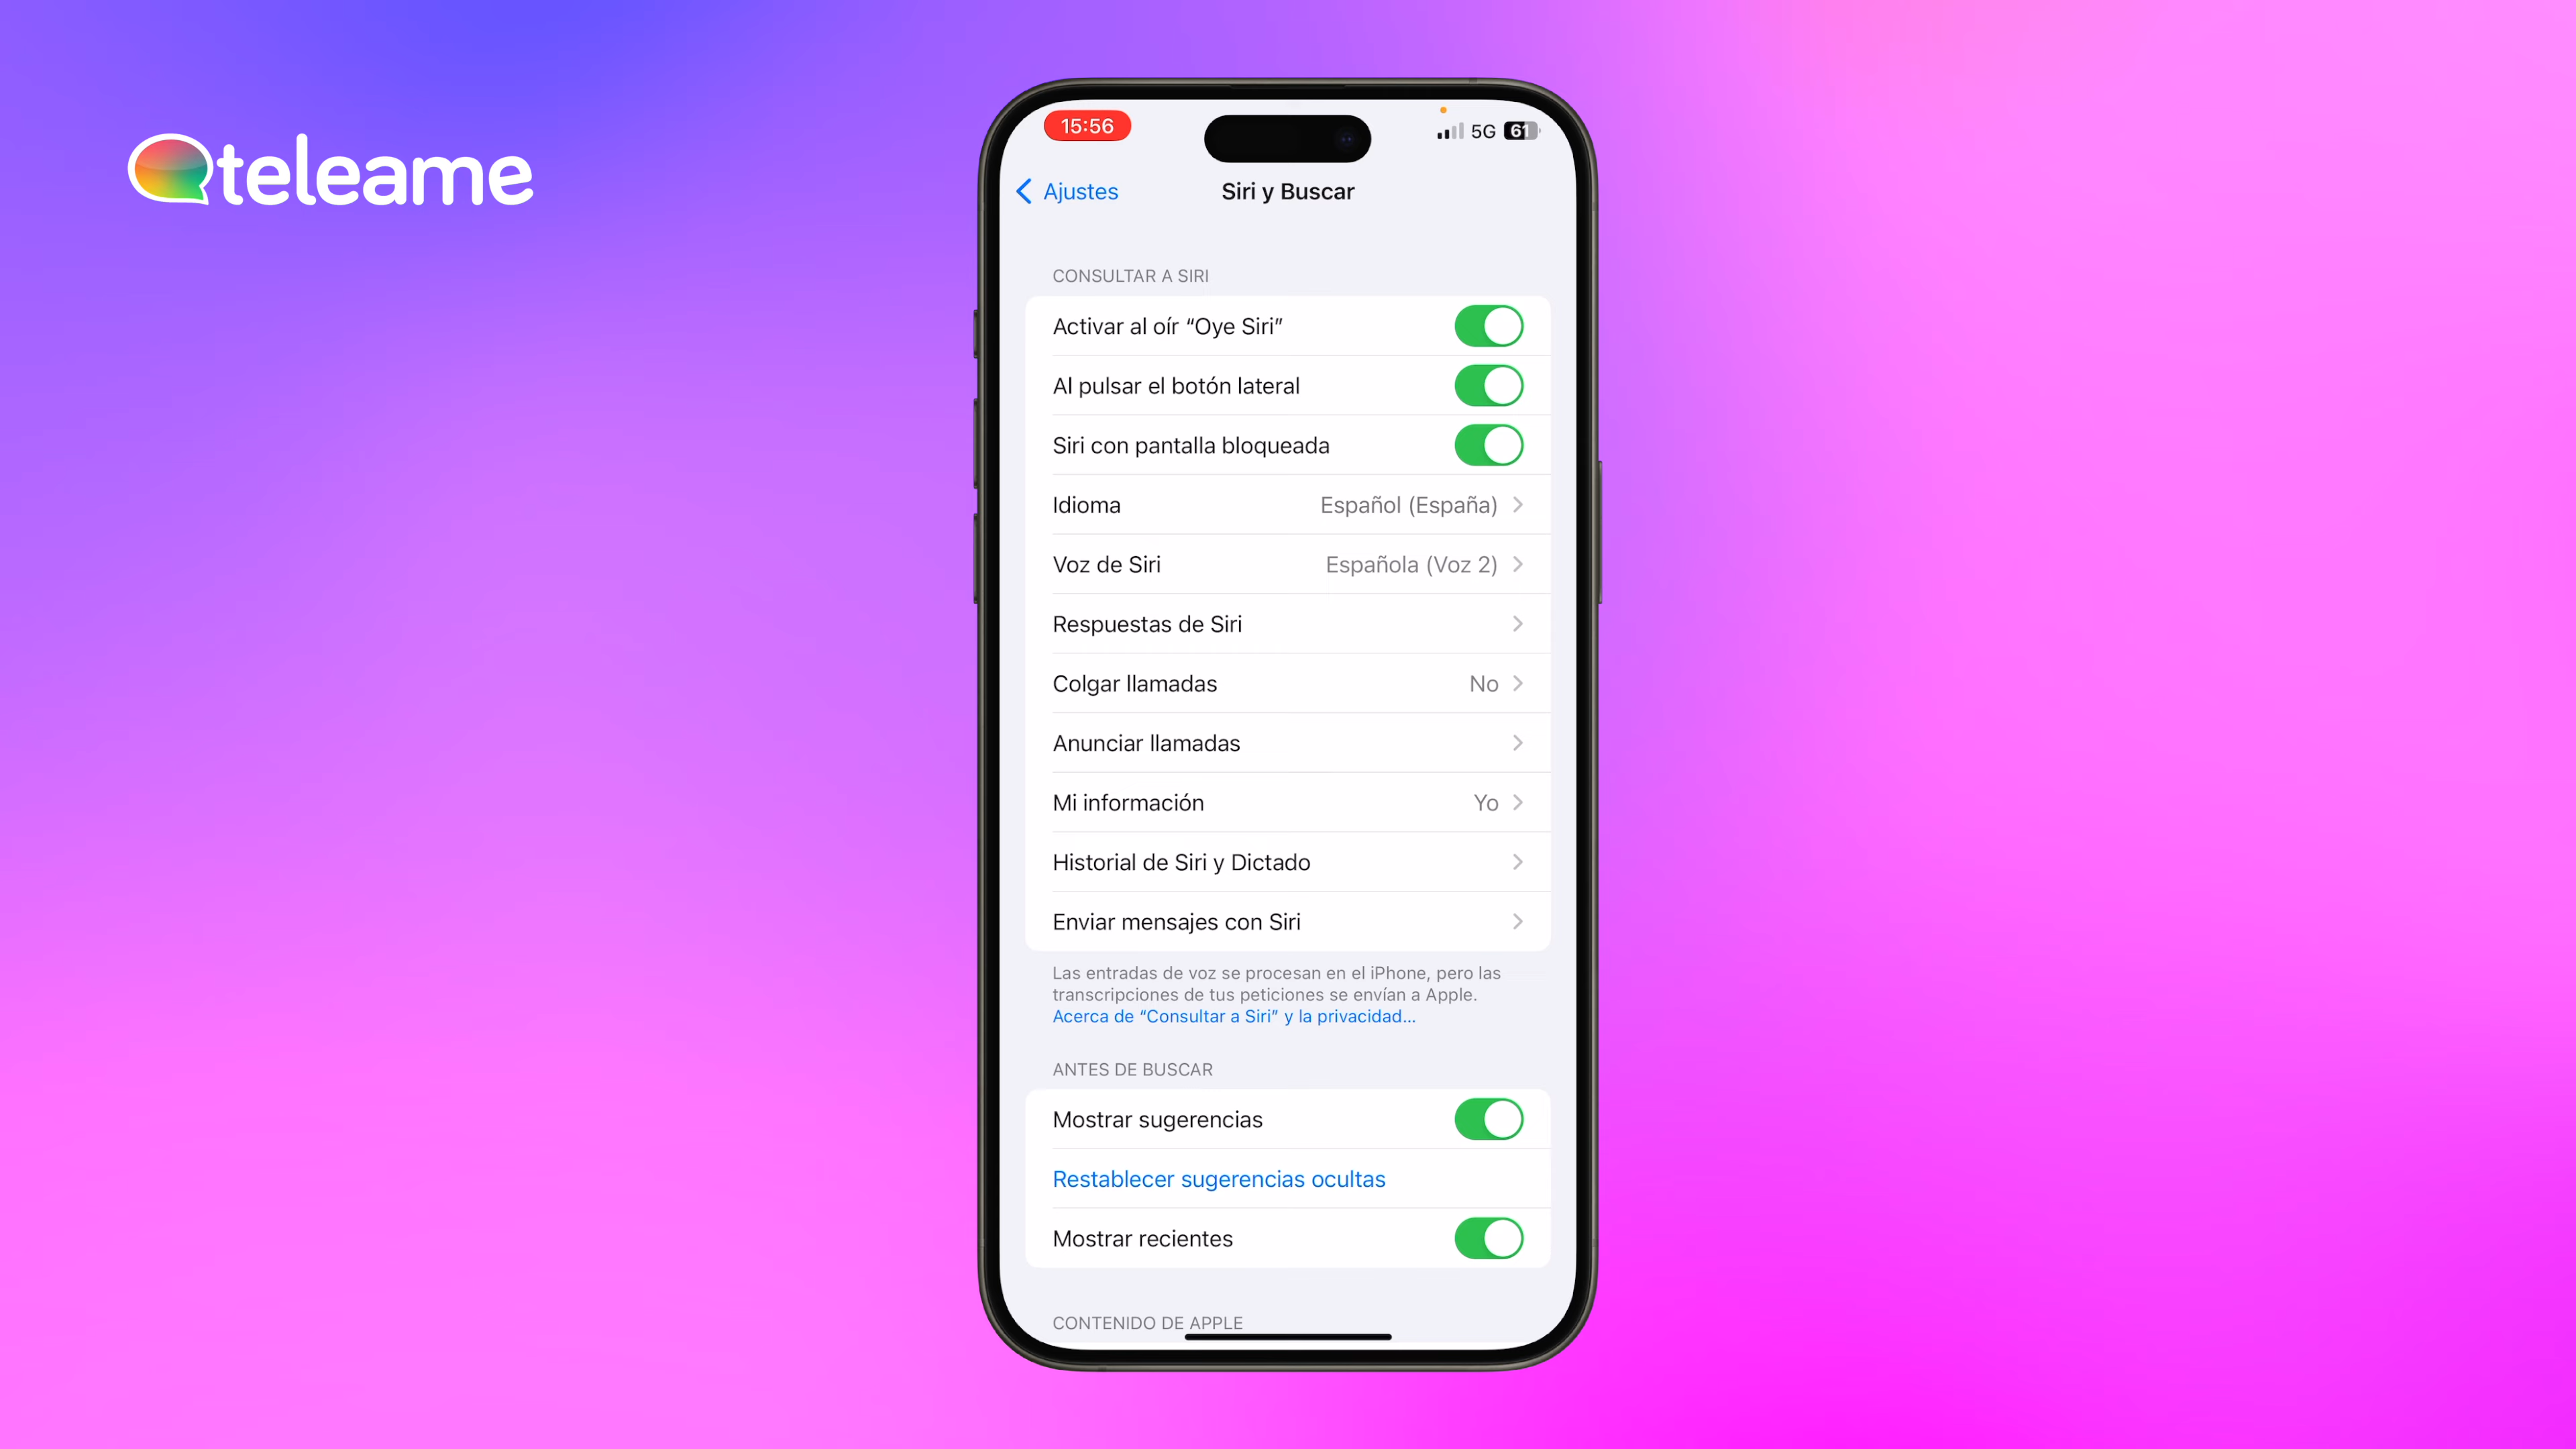 teleame
15:56
5G 61
Ajustes
Siri y Buscar
CONSULTAR A SIRI
Activar al oír “Oye Siri”
Al pulsar el botón lateral
Siri con pantalla bloqueada
Idioma Español (España)
Voz de Siri Española (Voz 2)
Respuestas de Siri
Colgar llamadas No
Anunciar llamadas
Mi información Yo
Historial de Siri y Dictado
Enviar mensajes con Siri
Las entradas de voz se procesan en el iPhone, pero las
transcripciones de tus peticiones se envían a Apple.
Acerca de “Consultar a Siri” y la privacidad...
ANTES DE BUSCAR
Mostrar sugerencias
Restablecer sugerencias ocultas
Mostrar recientes
CONTENIDO DE APPLE